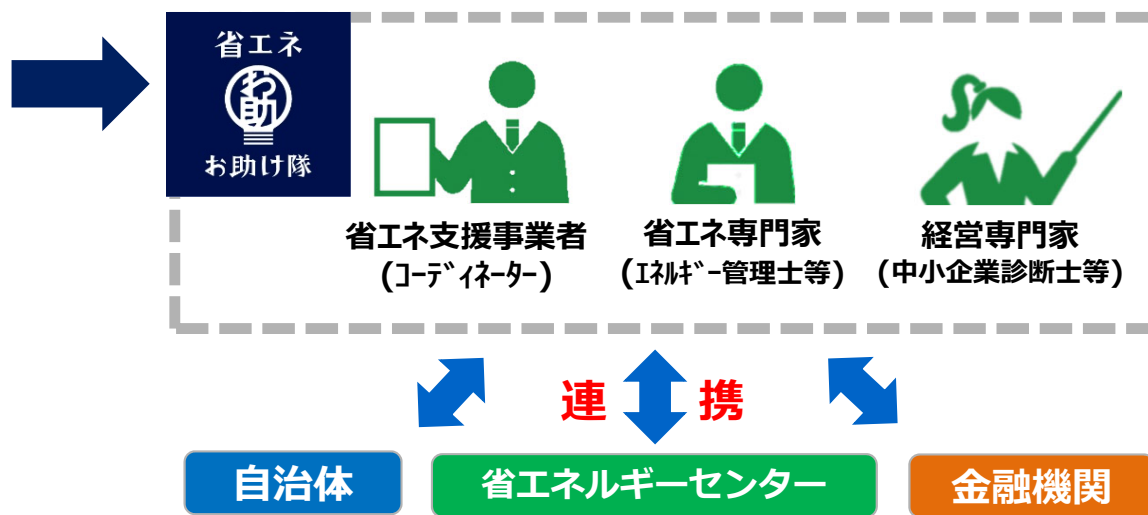 省エネ
お助
お助け隊
省エネ支援事業者
(ｺｰﾃﾞｨﾈｰﾀｰ)
省エネ専門家
(ｴﾈﾙｷﾞｰ管理士等)
経営専門家
(中小企業診断士等)
連携
自治体
省エネルギーセンター
金融機関